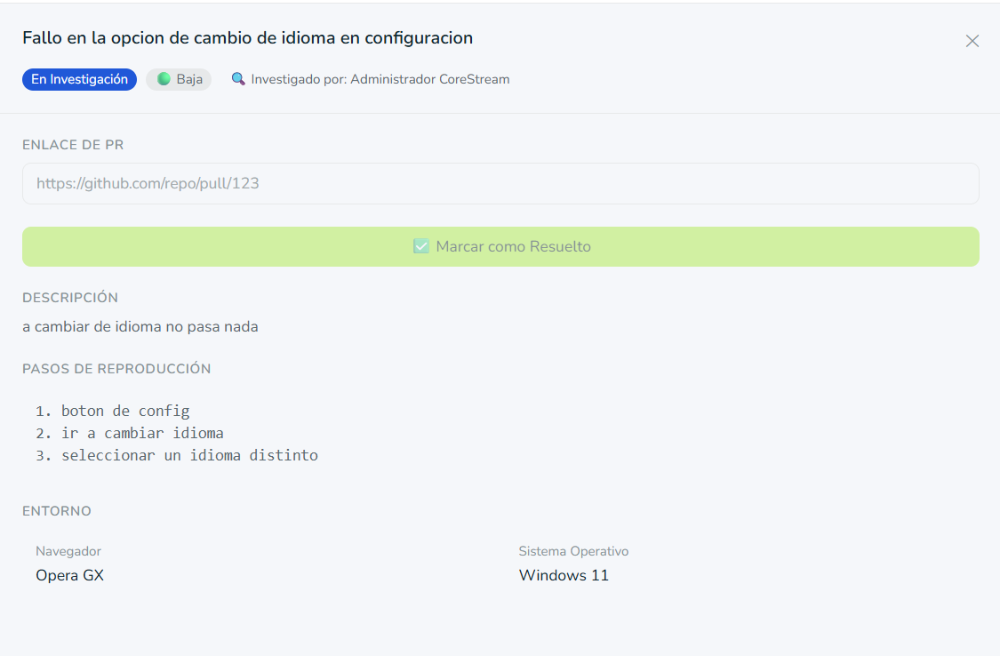 Fallo en la opcion de cambio de idioma en configuracion
En Investigación Baja Investigado por: Administrador CoreStream
ENLACE DE PR
https://github.com/repo/pull/123
Marcar como Resuelto
DESCRIPCIÓN
a cambiar de idioma no pasa nada
PASOS DE REPRODUCCIÓN
1. boton de config
2. ir a cambiar idioma
3. seleccionar un idioma distinto
ENTORNO
Navegador Sistema Operativo
Opera GX Windows 11